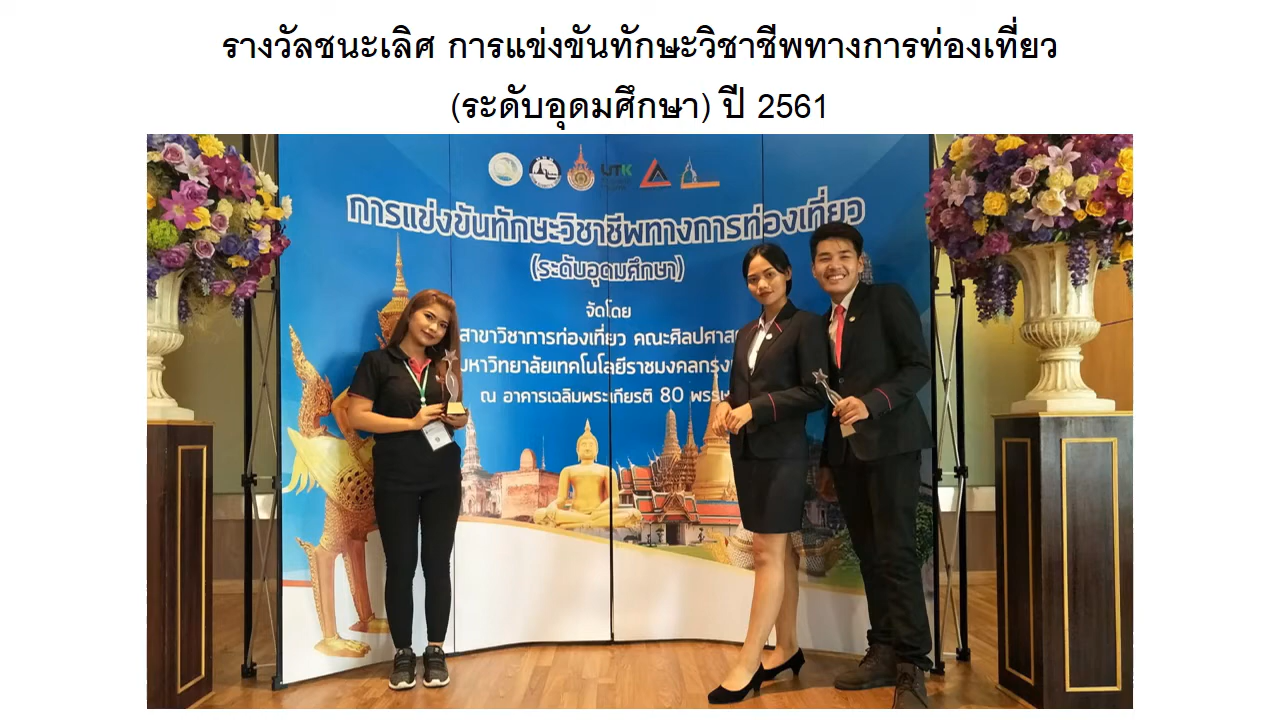 รางวัลชนะเลิศ การแข่งขันทักษะวิชาชีพทางการท่องเที่ยว
(ระดับอุดมศึกษา) ปี 2561
UTK
การแข่งขันทักษะวิชาชีพทางการท่องเที่ยว
(ระดับอุดมศึกษา)
จัดโดย
สาขาวิชาการท่องเที่ยว คณะศิลปศาส
มหาวิทยาลัยเทคโนโลยีราชมงคลกรุง
ณ อาคารเฉลิมพระเกียรติ 80 พรรษ